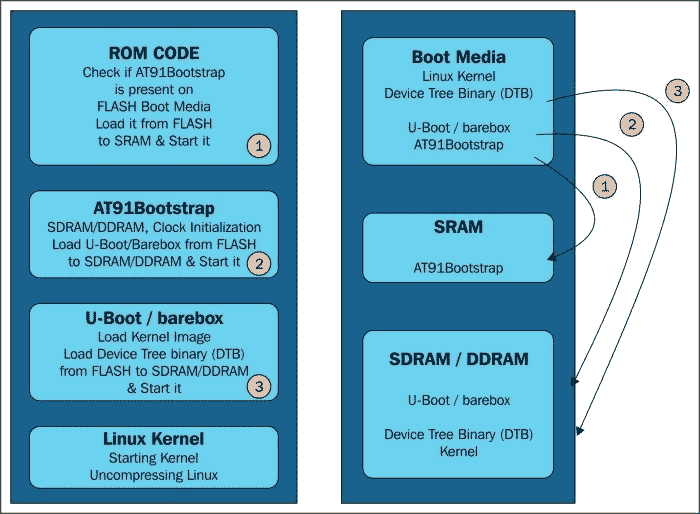 ROM CODE
Check if AT91Bootstrap
is present on
FLASH Boot Media
Load it from FLASH
to SRAM & Start it
1
AT91Bootstrap
SDRAM/DDRAM, Clock Initialization
Load U-Boot/Barebox from FLASH
to SDRAM/DDRAM & Start it
2
U-Boot / barebox
Load Kernel Image
Load Device Tree binary (DTB)
from FLASH to SDRAM/DDRAM
& Start it
3
Linux Kernel
Starting Kernel
Uncompressing Linux
Boot Media
Linux Kernel
Device Tree Binary (DTB)
U-Boot / barebox
AT91Bootstrap
3
2
1
SRAM
AT91Bootstrap
SDRAM / DDRAM
U-Boot / barebox
Device Tree Binary (DTB)
Kernel